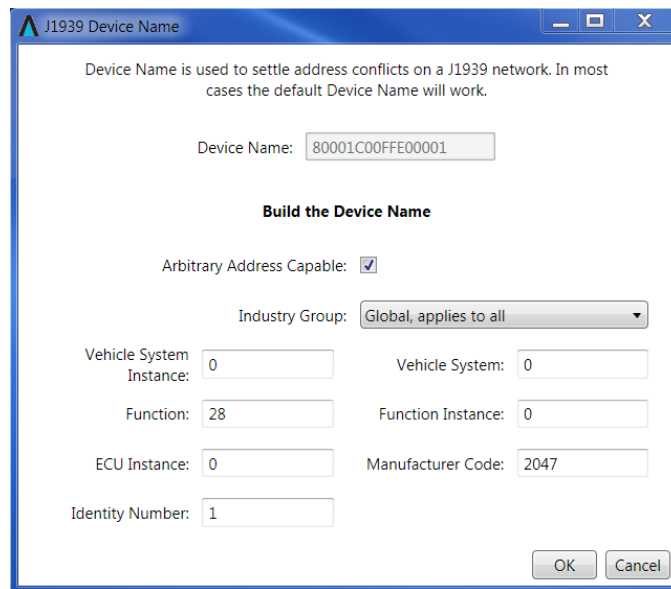 J1939 Device Name
Device Name is used to settle address conflicts on a J1939 network. In most
cases the default Device Name will work.
Device Name: 80001C00FFE00001
Build the Device Name
Arbitrary Address Capable:
Industry Group: Global, applies to all
Vehicle System
Instance: 0
Vehicle System: 0
Function: 28
Function Instance: 0
ECU Instance: 0
Manufacturer Code: 2047
Identity Number: 1
OK
Cancel